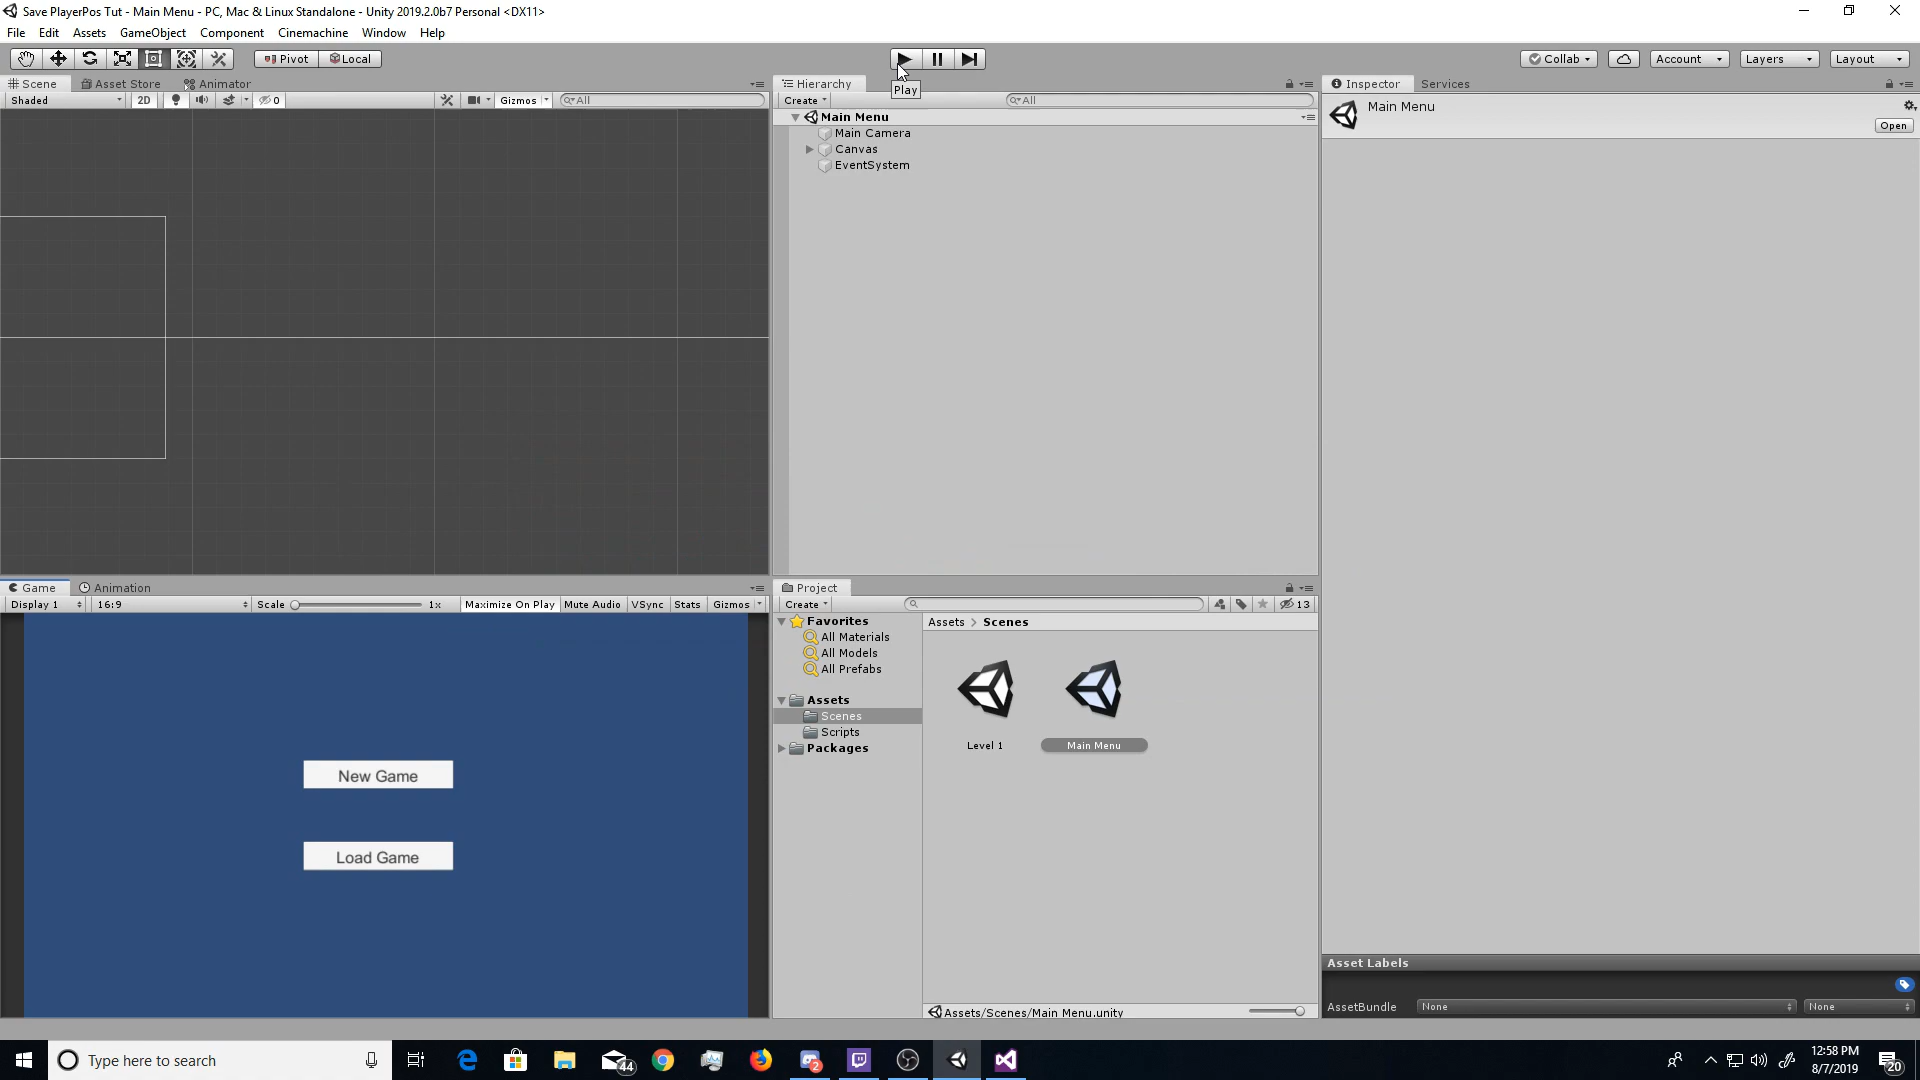 Save PlayerPos Tut - Main Menu - PC, Mac & Linux Standalone - Unity 2019.2.0b7 Personal <DX11>
File Edit Assets GameObject Component Cinemachine Window Help
Pivot Local Collab Account Layers Layout
Play
Scene Asset Store Animator
Shaded 2D 0 Gizmos All
Hierarchy
Create All
Main Menu
Main Camera
Canvas
EventSystem
Inspector Services
Main Menu
Open
Game Animation
Display 1 16:9 Scale 1x Maximize On Play Mute Audio VSync Stats Gizmos
New Game
Load Game
Project
Create 13
Favorites
All Materials
All Models
All Prefabs
Assets
Scenes
Scripts
Packages
Assets > Scenes
Level 1 Main Menu
Assets/Scenes/Main Menu.unity
Asset Labels
AssetBundle None None
Type here to search
44
2
12:58 PM
8/7/2019
20